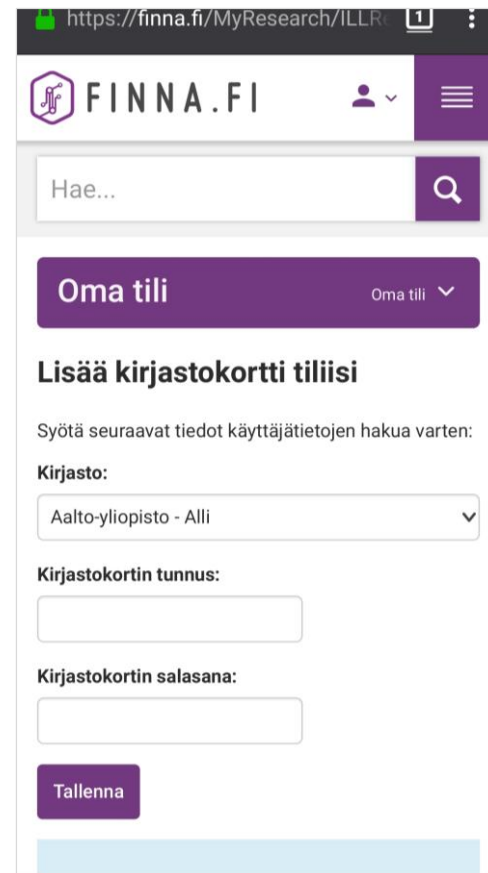 https://finna.fi/MyResearch/ILLRe 1
FINNA.FI
Hae...
Oma tili Oma tili
Lisää kirjastokortti tiliisi
Syötä seuraavat tiedot käyttäjätietojen hakua varten:
Kirjasto:
Aalto-yliopisto - Alli
Kirjastokortin tunnus:
Kirjastokortin salasana:
Tallenna